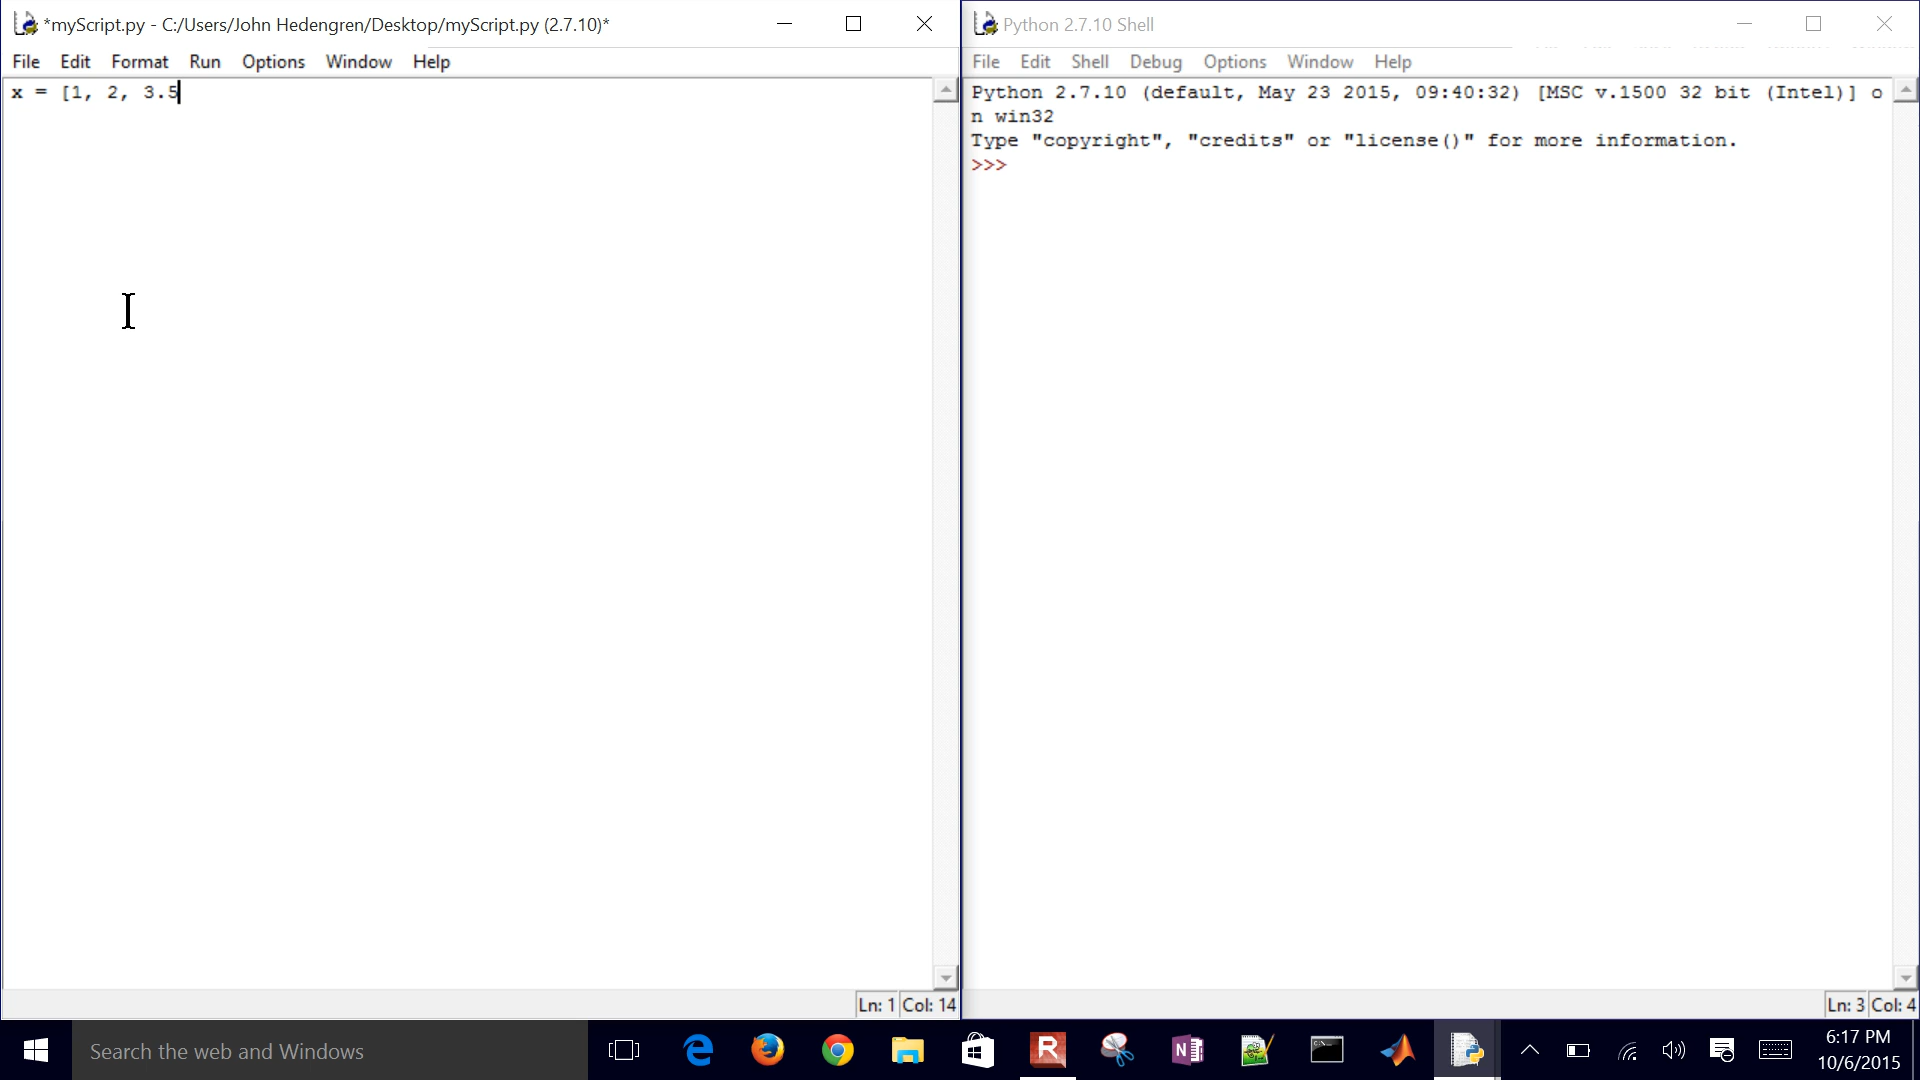 *myScript.py - C:/Users/John Hedengren/Desktop/myScript.py (2.7.10)*
File Edit Format Run Options Window Help
x = [1, 2, 3.5
Ln: 1 Col: 14
Python 2.7.10 Shell
File Edit Shell Debug Options Window Help
Python 2.7.10 (default, May 23 2015, 09:40:32) [MSC v.1500 32 bit (Intel)] o
n win32
Type "copyright", "credits" or "license()" for more information.
>>>
Ln: 3 Col: 4
Search the web and Windows
6:17 PM
10/6/2015